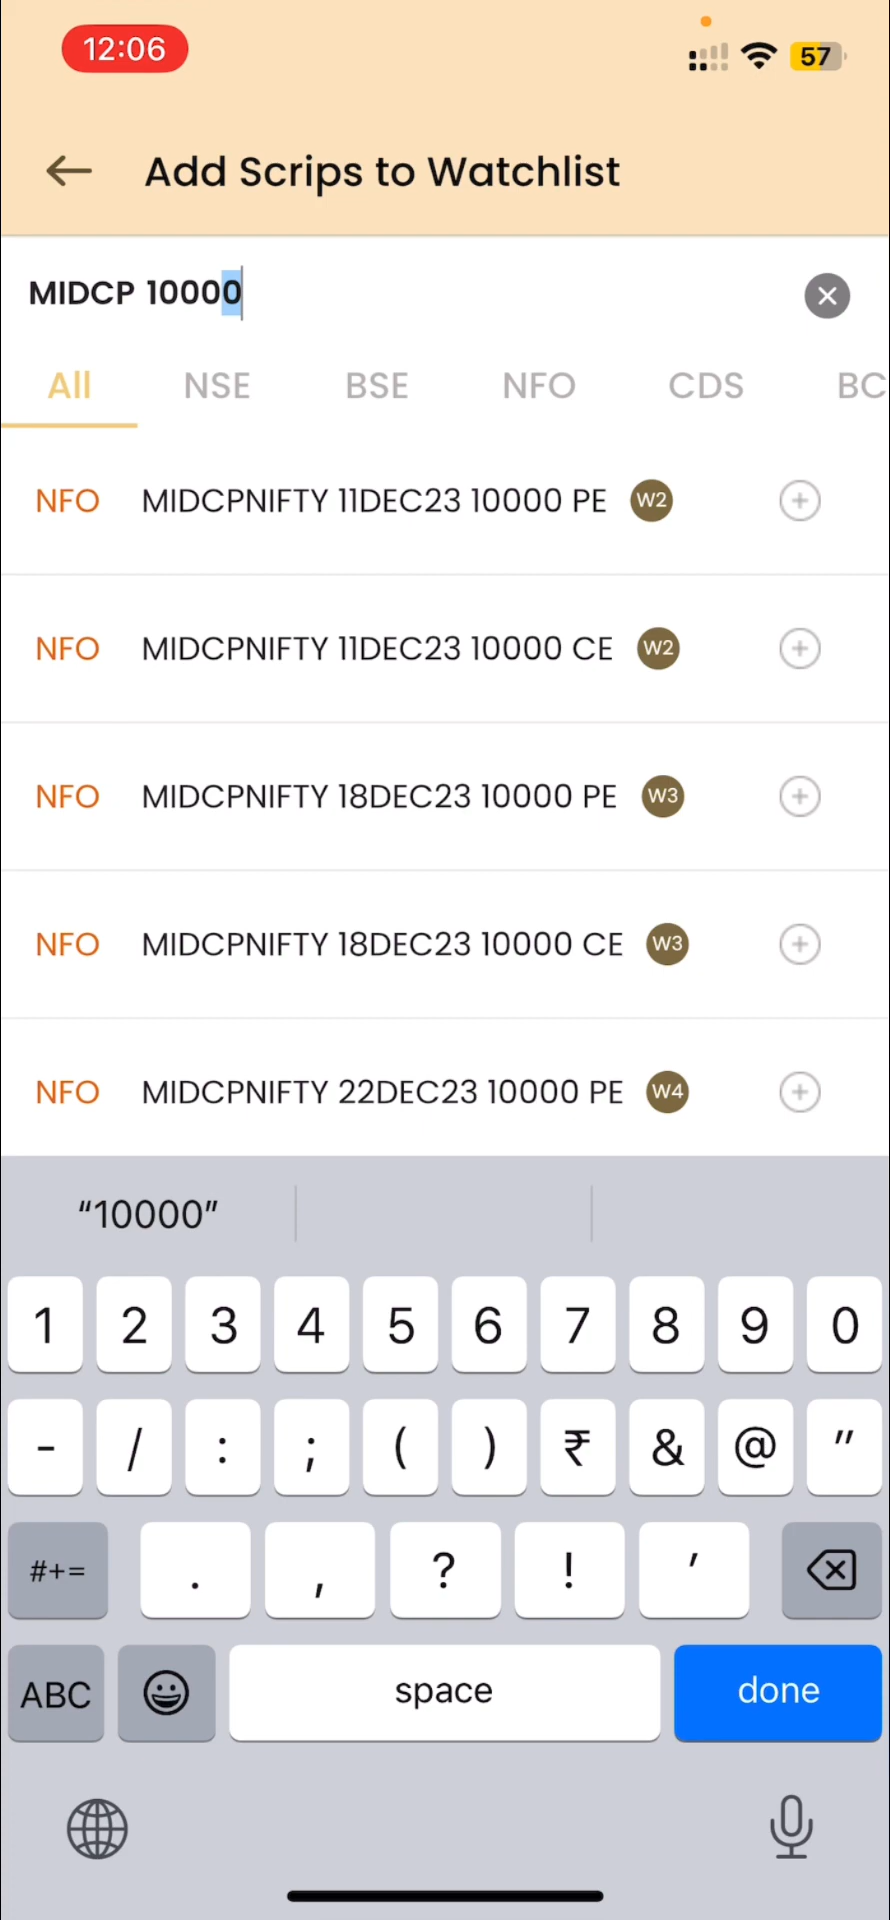 12:06
57
Add Scrips to Watchlist
MIDCP 10000
All NSE BSE NFO CDS BC
NFO MIDCPNIFTY 11DEC23 10000 PE W2
NFO MIDCPNIFTY 11DEC23 10000 CE W2
NFO MIDCPNIFTY 18DEC23 10000 PE W3
NFO MIDCPNIFTY 18DEC23 10000 CE W3
NFO MIDCPNIFTY 22DEC23 10000 PE W4
“10000”
1 2 3 4 5 6 7 8 9 0
- / : ; ( ) ₹ & @ "
#+= . , ? ! '
ABC space done